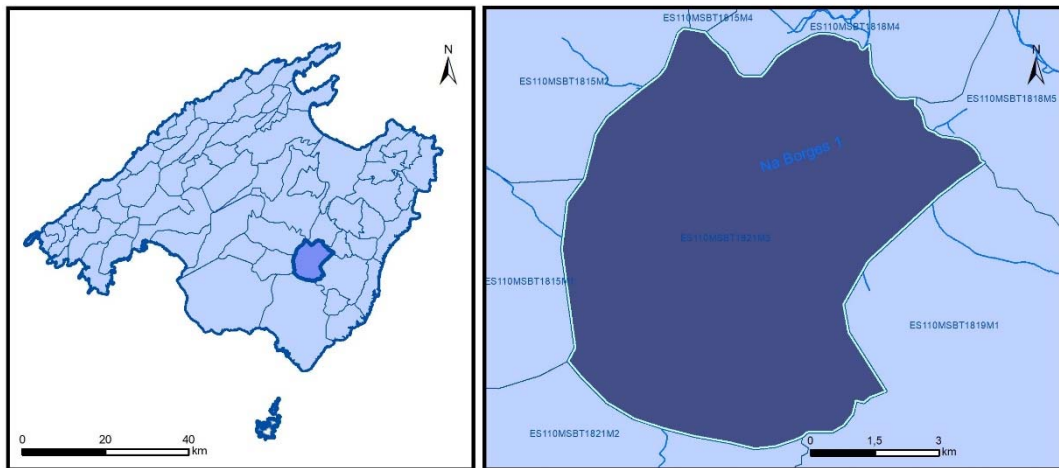 N
0 20 40
km
ES110MSBT1815M4
ES110MSBT1818M4
N
ES110MSBT1815M2
ES110MSBT1818M5
Na Borges 1
ES110MSBT1821M3
ES110MSBT1815M
ES110MSBT1819M1
ES110MSBT1821M2
0 1,5 3
km